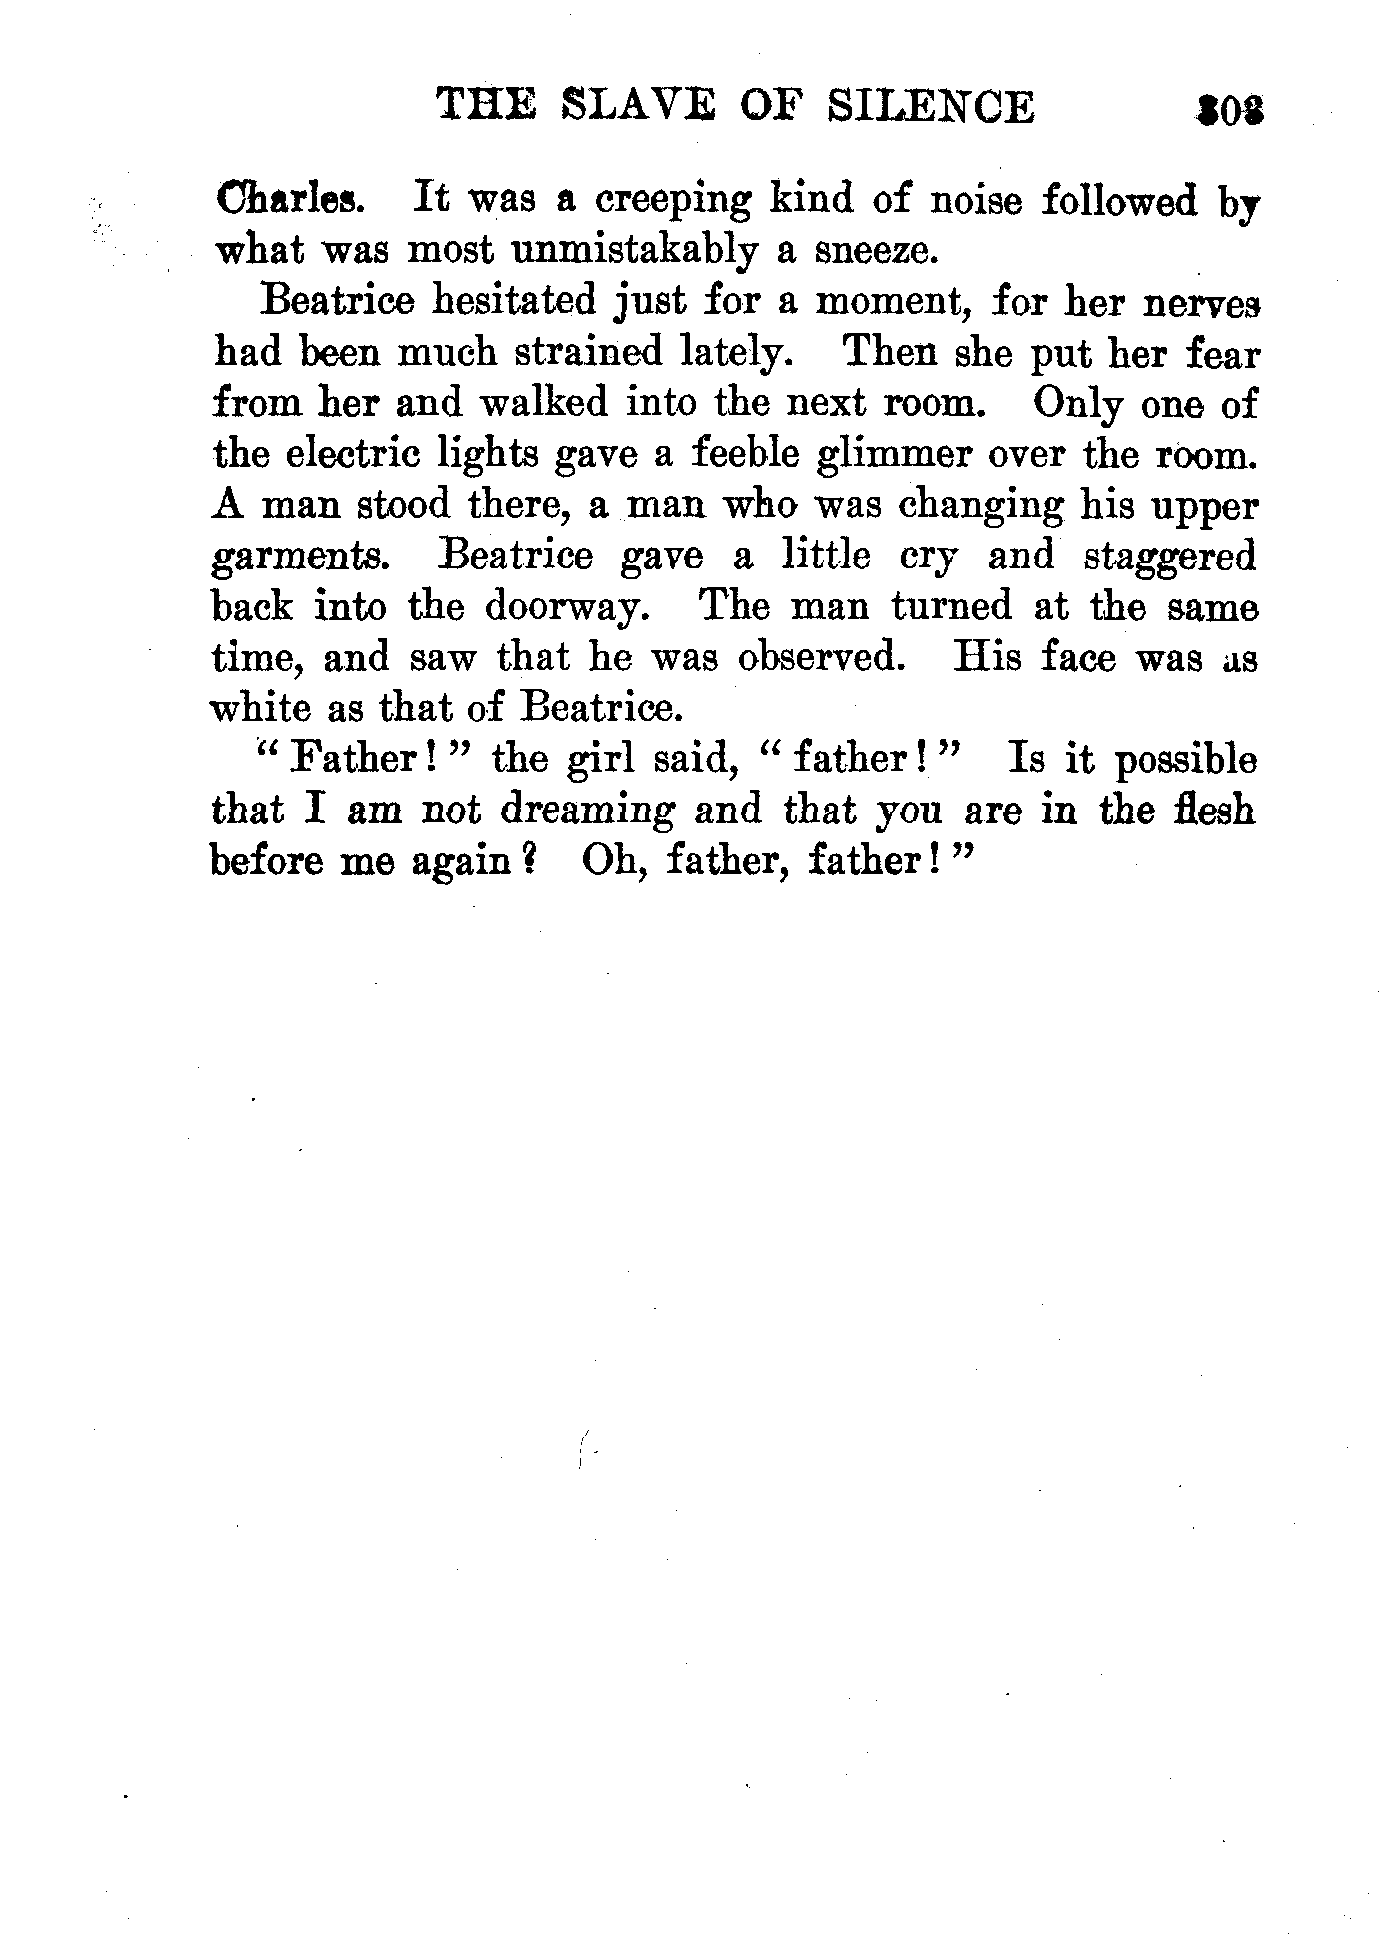 THE SLAVE OF SILENCE 303
Charles. It was a creeping kind of noise followed by
what was most unmistakably a sneeze.
Beatrice hesitated just for a moment, for her nerves
had been much strained lately. Then she put her fear
from her and walked into the next room. Only one of
the electric lights gave a feeble glimmer over the room.
A man stood there, a man who was changing his upper
garments. Beatrice gave a little cry and staggered
back into the doorway. The man turned at the same
time, and saw that he was observed. His face was as
white as that of Beatrice.
“ Father! ” the girl said, “ father! ” Is it possible
that I am not dreaming and that you are in the flesh
before me again? Oh, father, father! ”